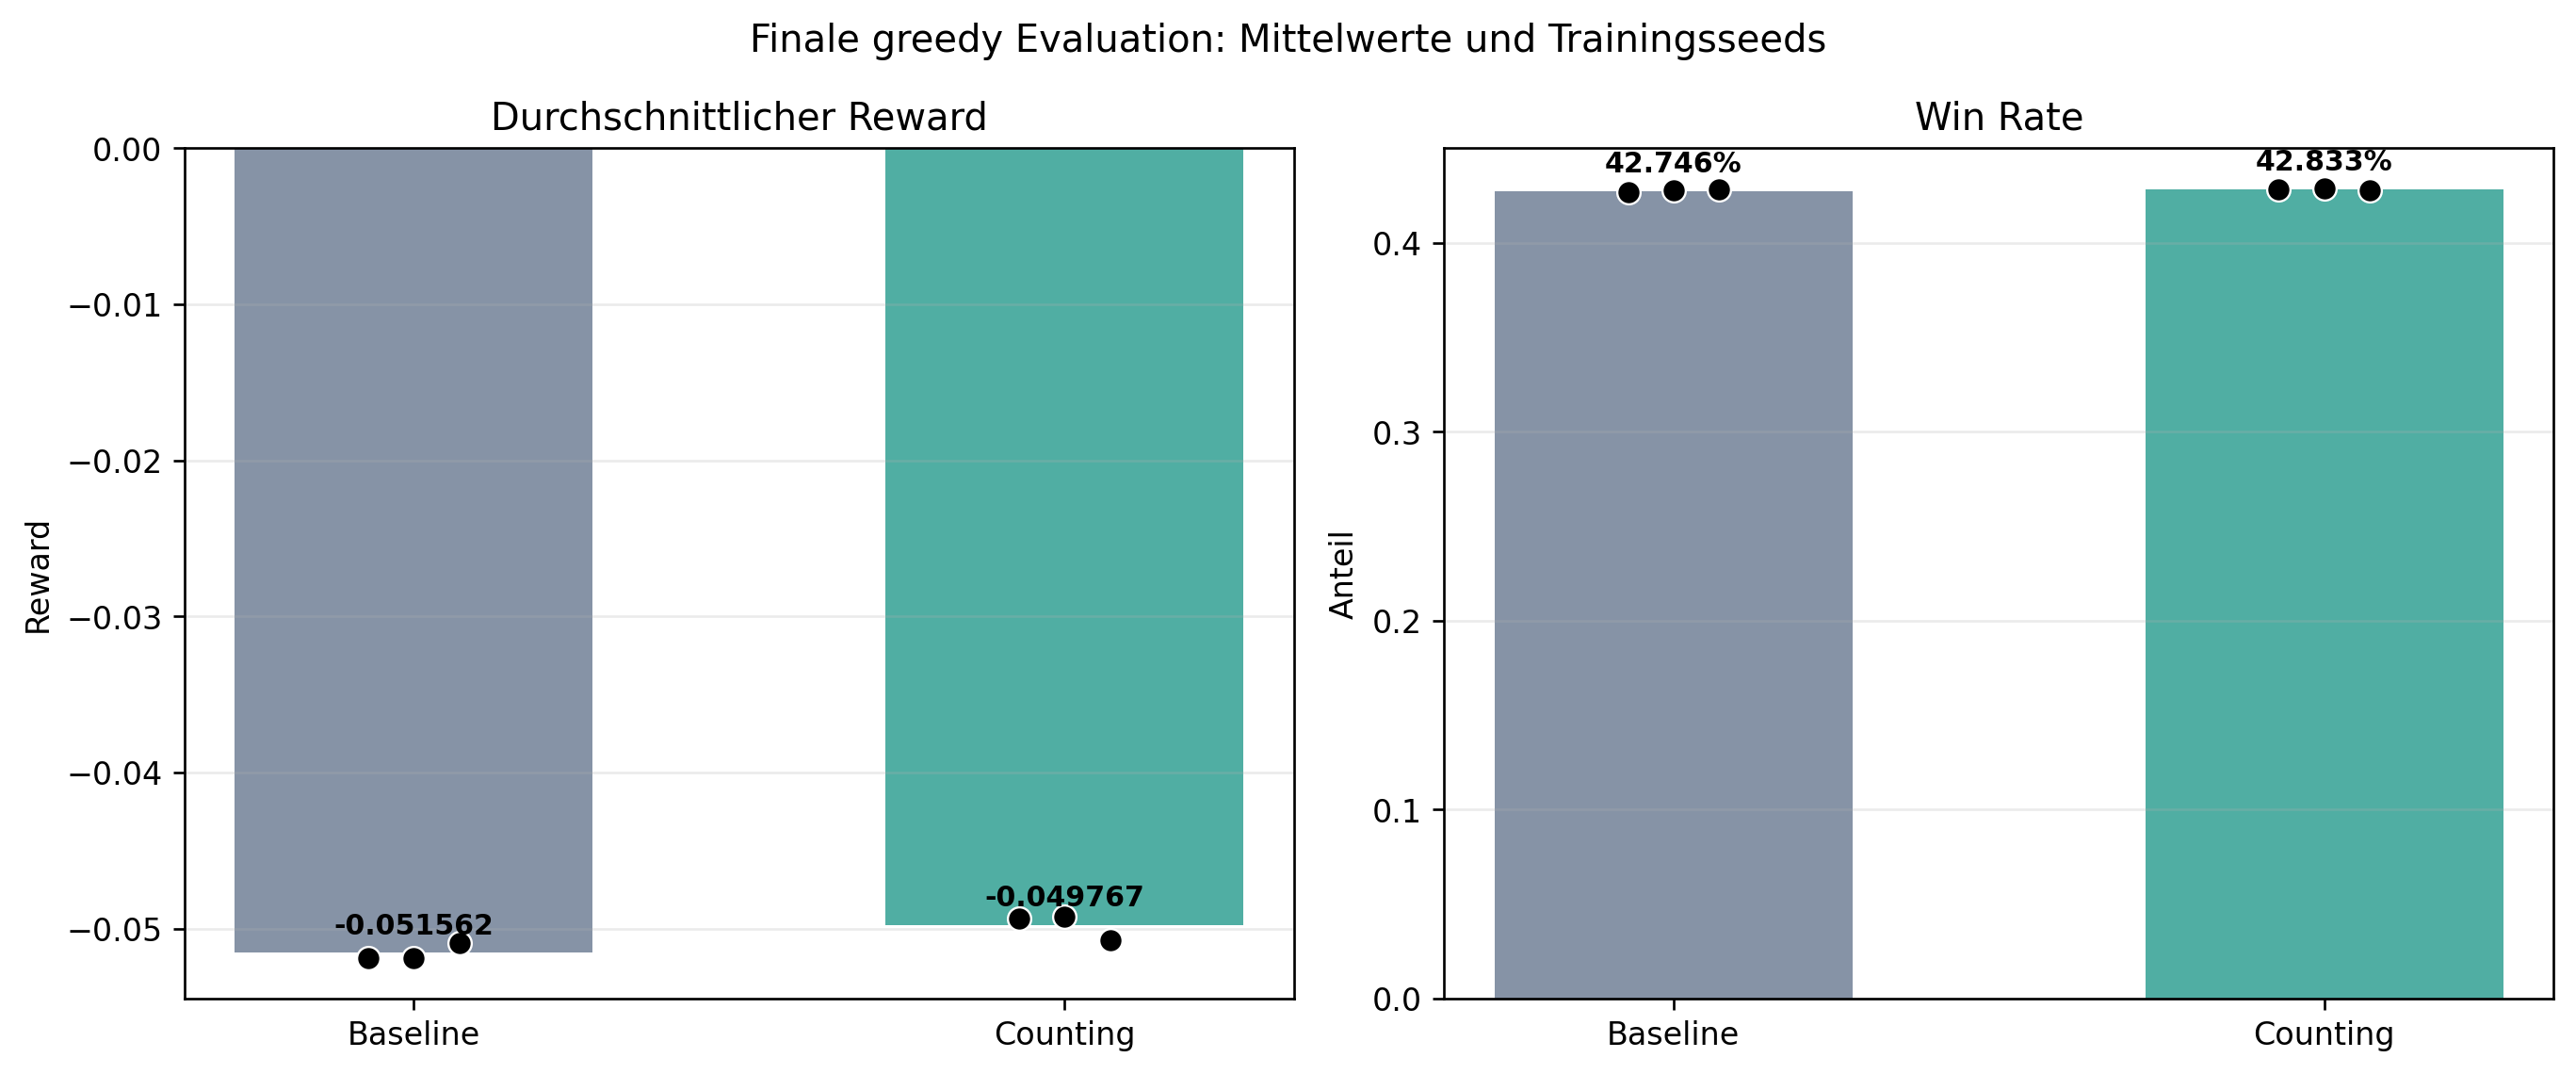 Finale greedy Evaluation: Mittelwerte und Trainingsseeds
Durchschnittlicher Reward
0.00
−0.01
−0.02
−0.03
−0.04
−0.05
Reward
-0.051562
-0.049767
Baseline
Counting
Win Rate
42.746%
42.833%
0.4
0.3
0.2
0.1
0.0
Anteil
Baseline
Counting